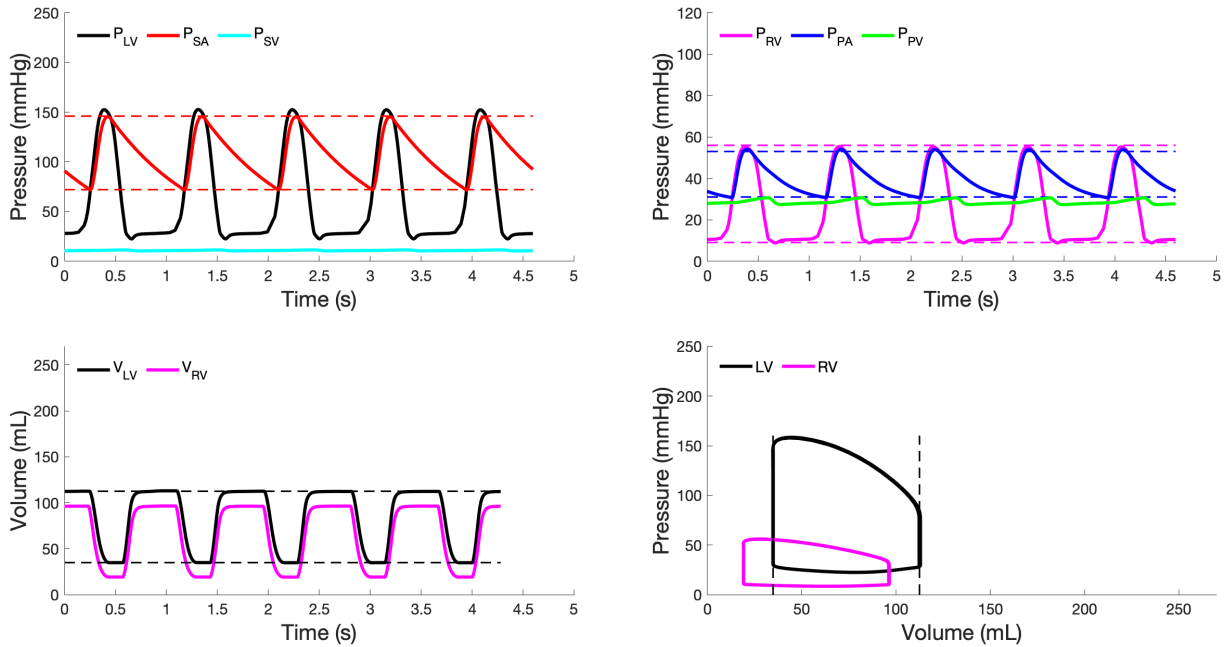 P_LV P_SA P_SV
Pressure (mmHg)
250
200
150
100
50
0
0 0.5 1 1.5 2 2.5 3 3.5 4 4.5 5
Time (s)
P_RV P_PA P_PV
Pressure (mmHg)
120
100
80
60
40
20
0
0 0.5 1 1.5 2 2.5 3 3.5 4 4.5 5
Time (s)
V_LV V_RV
Volume (mL)
250
200
150
100
50
0
0 0.5 1 1.5 2 2.5 3 3.5 4 4.5 5
Time (s)
LV RV
Pressure (mmHg)
250
200
150
100
50
0
0 50 100 150 200 250
Volume (mL)